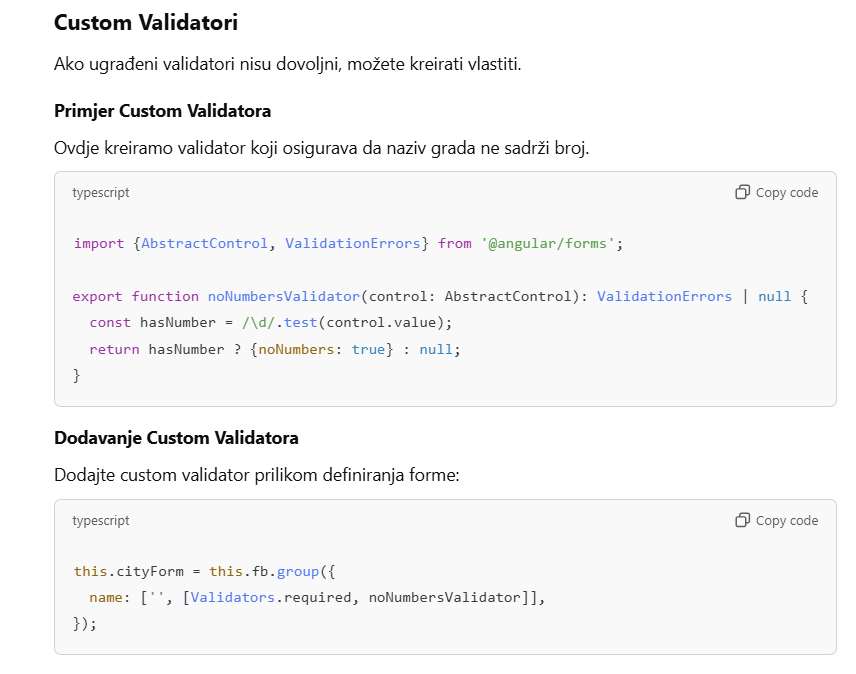 Custom Validatori
Ako ugrađeni validatori nisu dovoljni, možete kreirati vlastiti.
Primjer Custom Validatora
Ovdje kreiramo validator koji osigurava da naziv grada ne sadrži broj.
typescript
Copy code
import {AbstractControl, ValidationErrors} from '@angular/forms';
export function noNumbersValidator(control: AbstractControl): ValidationErrors | null {
  const hasNumber = /\d/.test(control.value);
  return hasNumber ? {noNumbers: true} : null;
}
Dodavanje Custom Validatora
Dodajte custom validator prilikom definiranja forme:
typescript
Copy code
this.cityForm = this.fb.group({
  name: ['', [Validators.required, noNumbersValidator]],
});